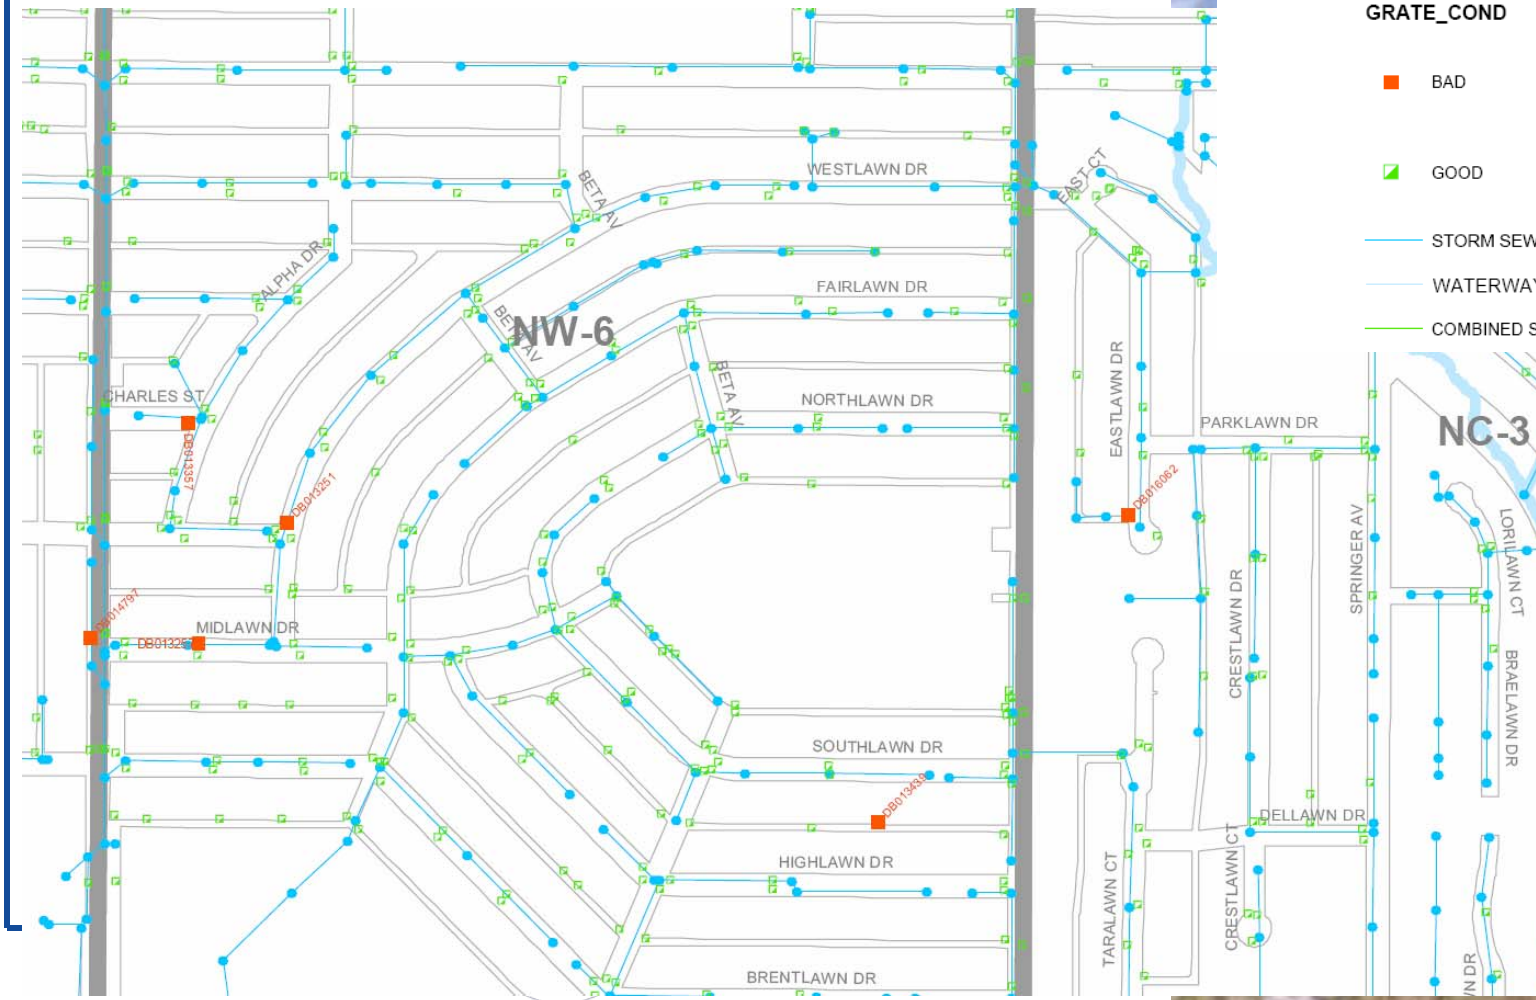 GRATE_COND
BAD
GOOD
STORM SEW
WATERWAY
COMBINED S
WESTLAWN DR
EAST CT
BETA AV
ALPHA DR
FAIRLAWN DR
BETA AV
NW-6
EASTLAWN DR
BETA AV
CHARLES ST
NORTHLAWN DR
PARKLAWN DR
NC-3
DB013357
DB013251
DB016062
SPRINGER AV
LORILAWN CT
CRESTLAWN DR
DB014797
MIDLAWN DR
BRAELAWN DR
SOUTHLAWN DR
DELLAWN DR
HIGHLAWN DR
TARALAWN CT
CRESTLAWN CT
BRENTLAWN DR
N DR